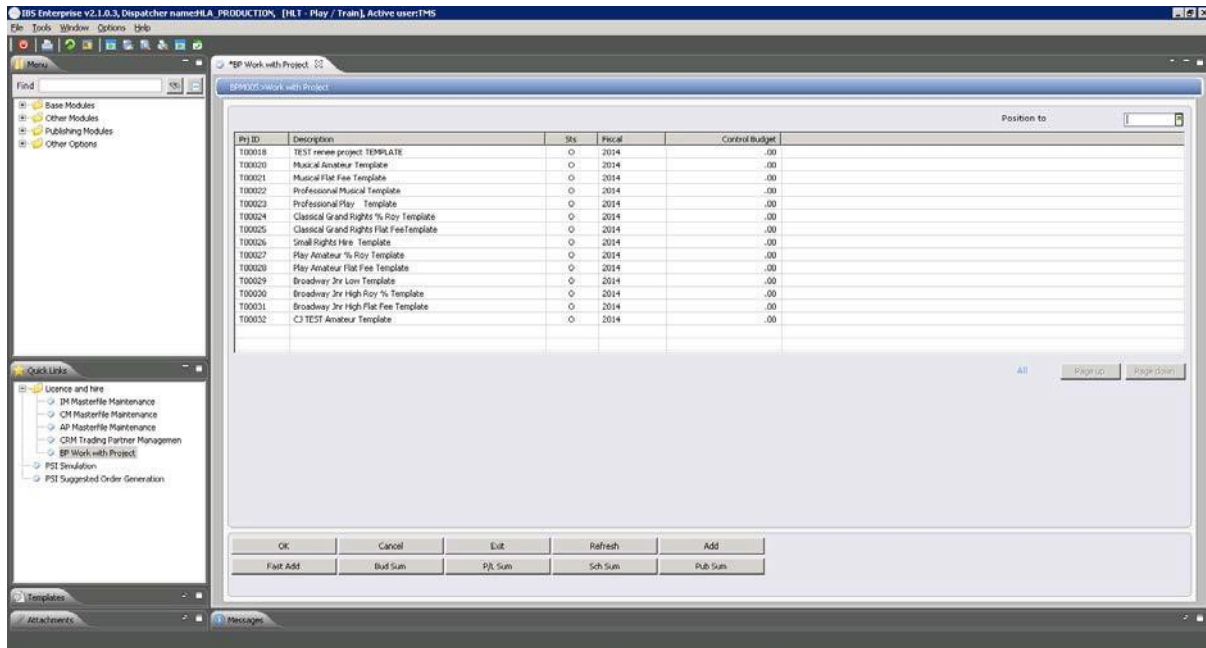 IBS Enterprise v2.1.0.3, Dispatcher name:HLA_PRODUCTION, [HLT - Play / Train], Active user:TMS
File Tools Window Options Help
Menu
Find
Base Modules
Other Modules
Publishing Modules
Other Options
Quick Links
Licence and hire
IM Masterfile Maintenance
CM Masterfile Maintenance
AP Masterfile Maintenance
CRM Trading Partner Managemen
BP Work with Project
PSI Simulation
PSI Suggested Order Generation
Templates
Attachments
*BP Work with Project
BPM005>Work with Project
Position to
Prj ID Description Sts Fiscal Control Budget
T00018 TEST renee project TEMPLATE O 2014 .00
T00020 Musical Amateur Template O 2014 .00
T00021 Musical Flat Fee Template O 2014 .00
T00022 Professional Musical Template O 2014 .00
T00023 Professional Play Template O 2014 .00
T00024 Classical Grand Rights % Roy Template O 2014 .00
T00025 Classical Grand Rights Flat FeeTemplate O 2014 .00
T00026 Small Rights Hire Template O 2014 .00
T00027 Play Amateur % Roy Template O 2014 .00
T00028 Play Amateur Flat Fee Template O 2014 .00
T00029 Broadway Jnr Low Template O 2014 .00
T00030 Broadway Jnr High Roy % Template O 2014 .00
T00031 Broadway Jnr High Flat Fee Template O 2014 .00
T00032 CJ TEST Amateur Template O 2014 .00
All Page up Page down
OK Cancel Exit Refresh Add
Fast Add Bud Sum P/L Sum Sch Sum Pub Sum
Messages